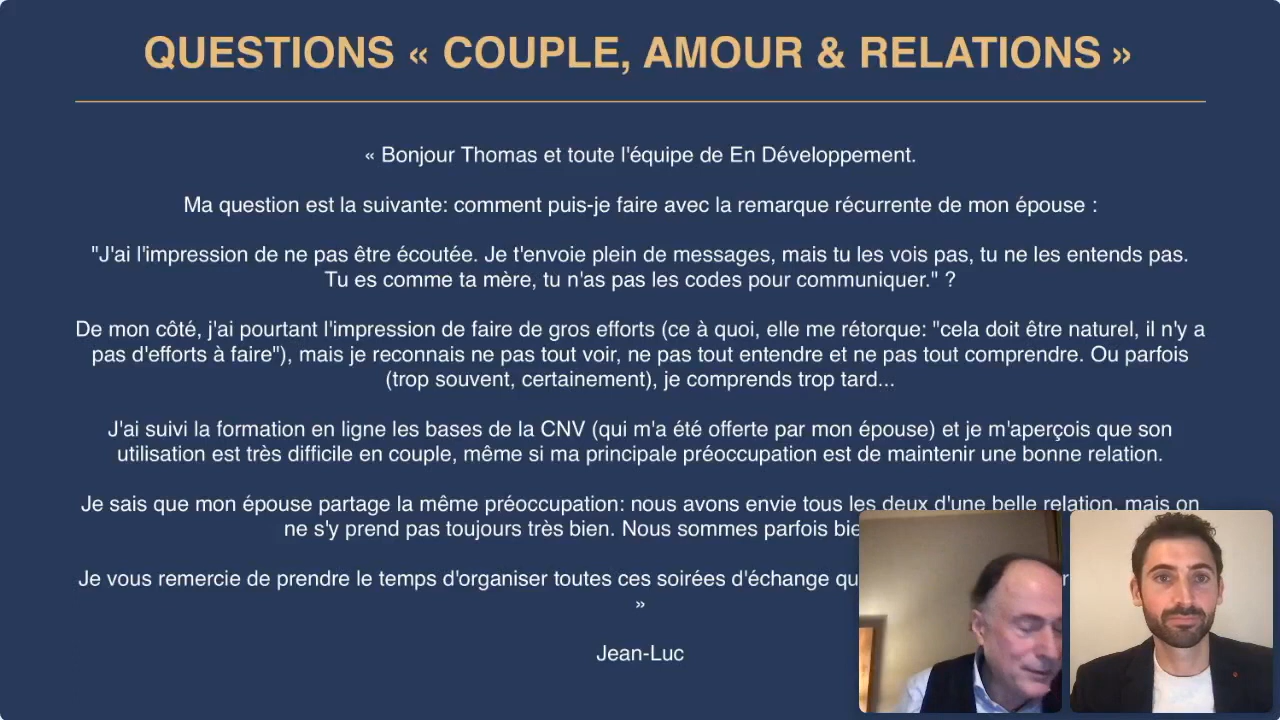 QUESTIONS « COUPLE, AMOUR & RELATIONS »
« Bonjour Thomas et toute l'équipe de En Développement.
Ma question est la suivante: comment puis-je faire avec la remarque récurrente de mon épouse :
"J'ai l'impression de ne pas être écoutée. Je t'envoie plein de messages, mais tu les vois pas, tu ne les entends pas.
Tu es comme ta mère, tu n'as pas les codes pour communiquer." ?
De mon côté, j'ai pourtant l'impression de faire de gros efforts (ce à quoi, elle me rétorque: "cela doit être naturel, il n'y a
pas d'efforts à faire"), mais je reconnais ne pas tout voir, ne pas tout entendre et ne pas tout comprendre. Ou parfois
(trop souvent, certainement), je comprends trop tard...
J'ai suivi la formation en ligne les bases de la CNV (qui m'a été offerte par mon épouse) et je m'aperçois que son
utilisation est très difficile en couple, même si ma principale préoccupation est de maintenir une bonne relation.
Je sais que mon épouse partage la même préoccupation: nous avons envie tous les deux d'une belle relation, mais on
ne s'y prend pas toujours très bien. Nous sommes parfois
Je vous remercie de prendre le temps d'organiser toutes ces soirées d'échange
»
Jean-Luc